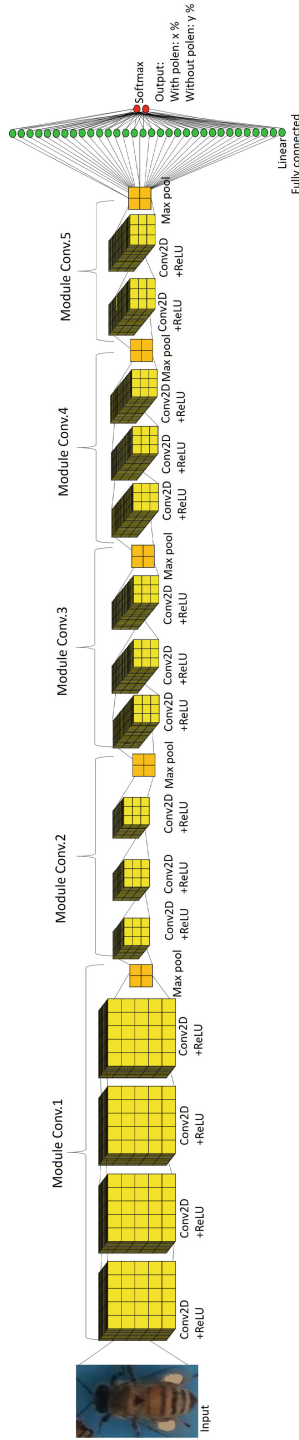 Input
Module Conv.1
Conv2D
+ReLU
Conv2D
+ReLU
Conv2D
+ReLU
Conv2D
+ReLU
Max pool
Module Conv.2
Conv2D
+ReLU
Conv2D
+ReLU
Conv2D
+ReLU
Max pool
Module Conv.3
Conv2D
+ReLU
Conv2D
+ReLU
Conv2D
+ReLU
Max pool
Module Conv.4
Conv2D
+ReLU
Conv2D
+ReLU
Conv2D
+ReLU
Max pool
Module Conv.5
Conv2D
+ReLU
Conv2D
+ReLU
Max pool
Linear
Fully connected
Softmax
Output:
With polen: x %
Without polen: y %